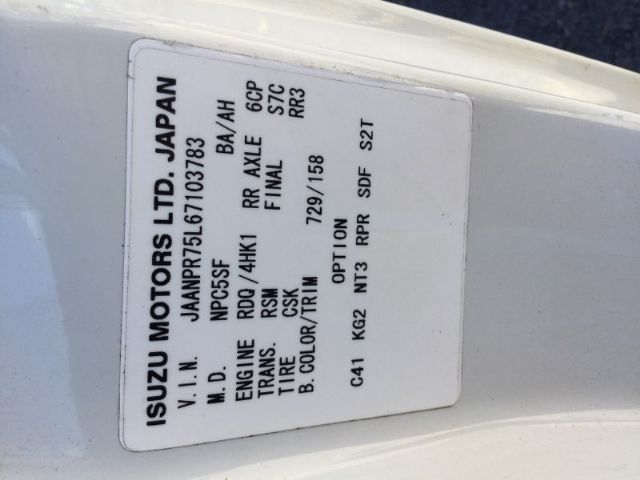 ISUZU MOTORS LTD. JAPAN
V.I.N. JAANPR75L67103783
M.D. NPC5SF BA/AH
ENGINE RDQ/4HK1 RR AXLE 6CP
TRANS. RSM FINAL S7C
TIRE CSK RR3
B.COLOR/TRIM 729/158
OPTION
C41 KG2 NT3 RPR SDF S2T